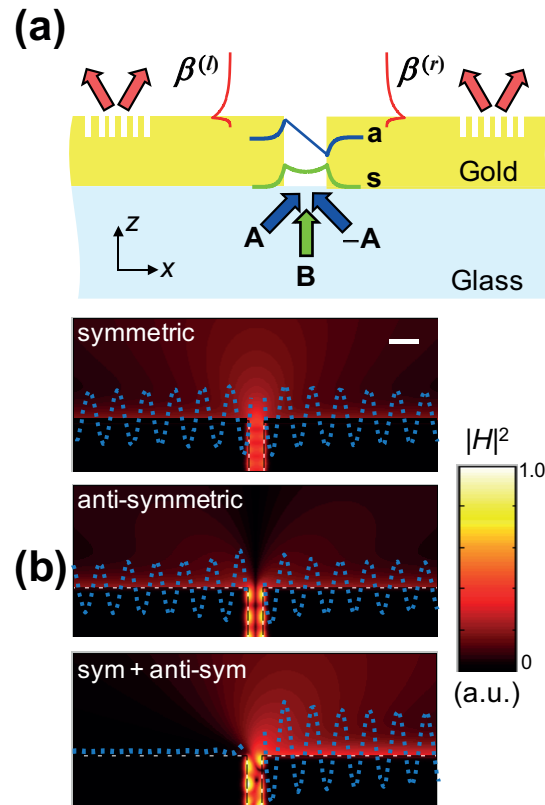 (a)
β(l)
β(r)
a
s
Gold
A
–A
B
z
x
Glass
symmetric
|H|²
1.0
anti-symmetric
(b)
0
(a.u.)
sym + anti-sym